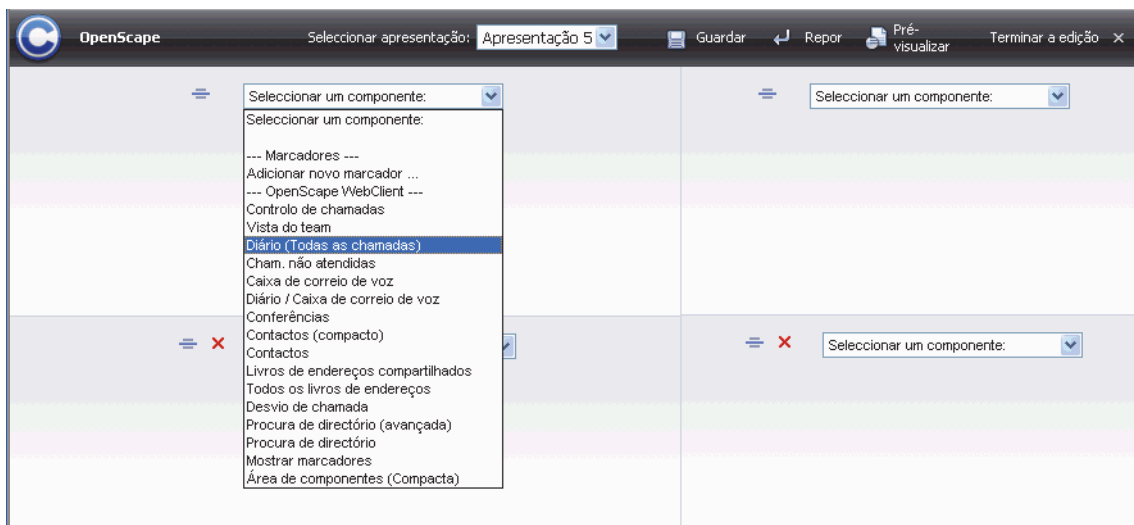 OpenScape
Seleccionar apresentação:
Apresentação 5
Guardar
Repor
Pré-
visualizar
Terminar a edição
Seleccionar um componente:
Seleccionar um componente:
Seleccionar um componente:
--- Marcadores ---
Adicionar novo marcador ...
--- OpenScape WebClient ---
Controlo de chamadas
Vista do team
Diário (Todas as chamadas)
Cham. não atendidas
Caixa de correio de voz
Diário / Caixa de correio de voz
Conferências
Contactos (compacto)
Contactos
Livros de endereços compartilhados
Todos os livros de endereços
Desvio de chamada
Procura de directório (avançada)
Procura de directório
Mostrar marcadores
Área de componentes (Compacta)
Seleccionar um componente: